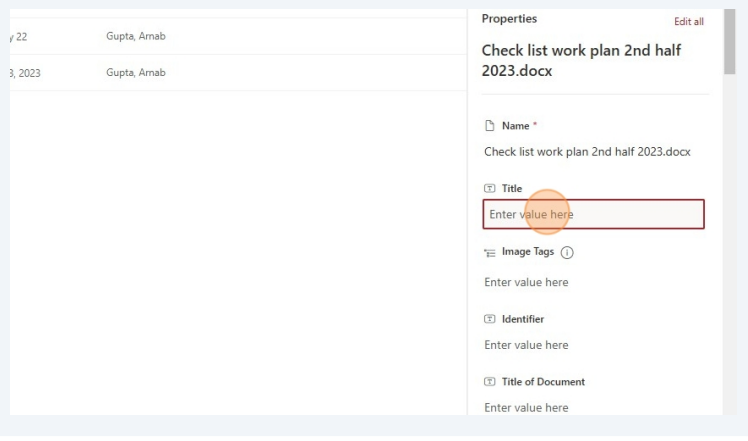 y 22 Gupta, Arnab
3, 2023 Gupta, Arnab
Properties Edit all
Check list work plan 2nd half
2023.docx
Name *
Check list work plan 2nd half 2023.docx
Title
Enter value here
Image Tags
Enter value here
Identifier
Enter value here
Title of Document
Enter value here